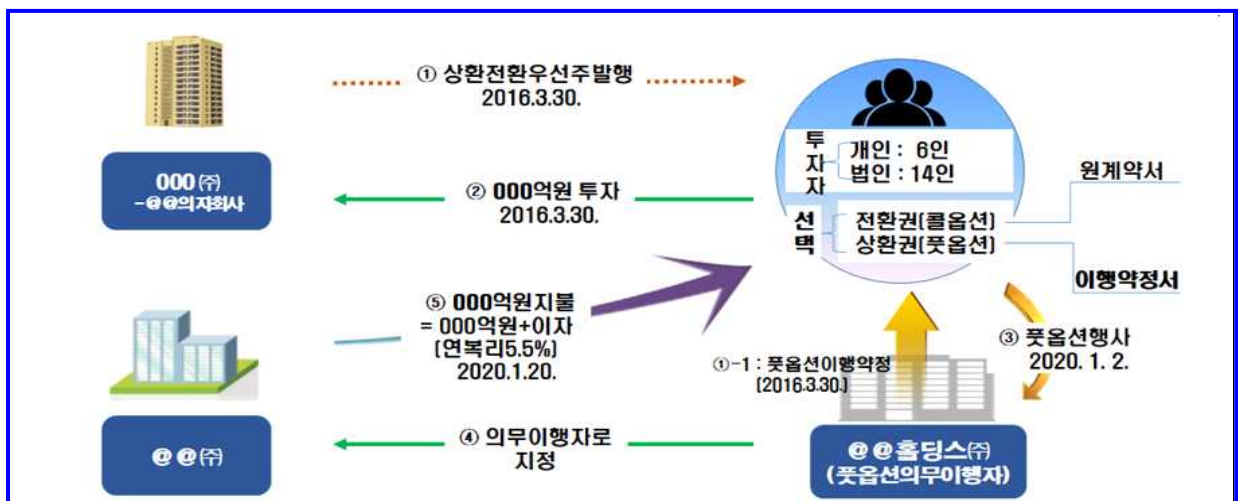 ① 상환전환우선주발행
2016.3.30.
000㈜
-@@의자회사
② 000억원 투자
2016.3.30.
투자자
개인 : 6인
법인 : 14인
선택
전환권(콜옵션)
상환권(풋옵션)
원계약서
이행약정서
⑤ 000억원지불
= 000억원+이자
(연복리5.5%)
2020.1.20.
①-1 : 풋옵션이행약정
(2016.3.30.)
③ 풋옵션행사
2020. 1. 2.
@@㈜
④ 의무이행자로
지정
@@홀딩스㈜
(풋옵션의무이행자)